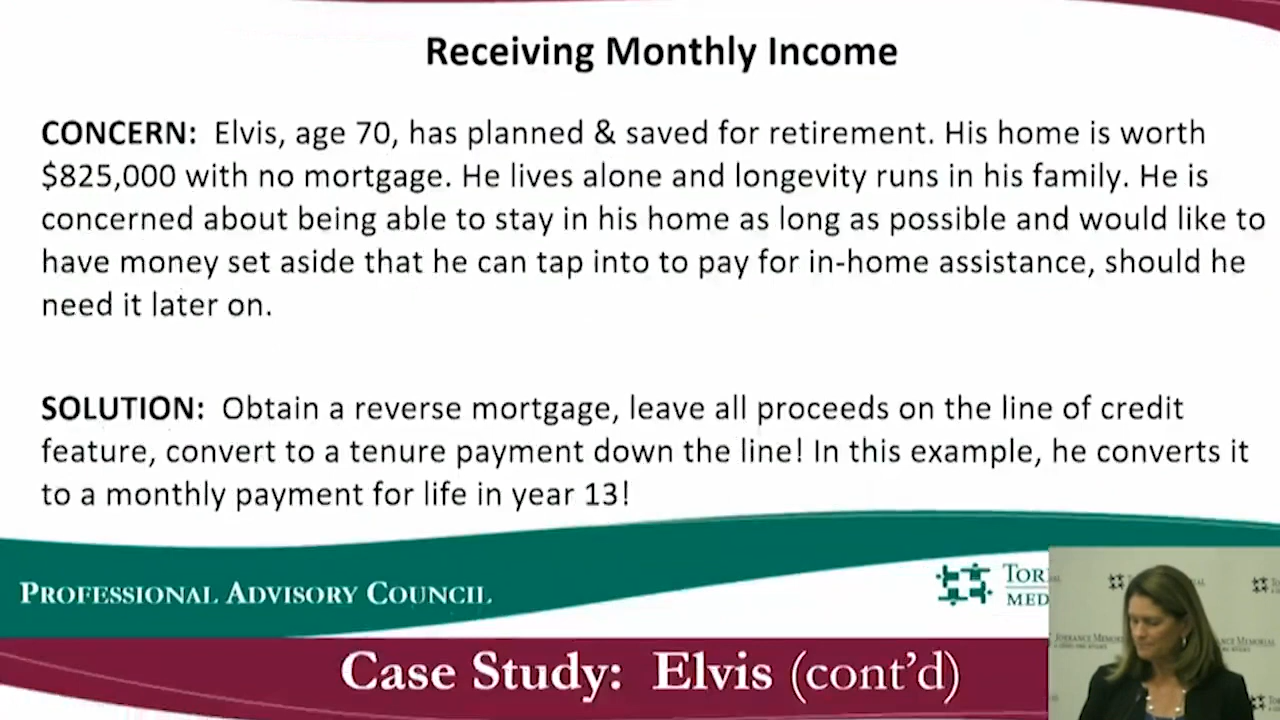 Receiving Monthly Income
CONCERN: Elvis, age 70, has planned & saved for retirement. His home is worth
$825,000 with no mortgage. He lives alone and longevity runs in his family. He is
concerned about being able to stay in his home as long as possible and would like to
have money set aside that he can tap into to pay for in-home assistance, should he
need it later on.
SOLUTION: Obtain a reverse mortgage, leave all proceeds on the line of credit
feature, convert to a tenure payment down the line! In this example, he converts it
to a monthly payment for life in year 13!
PROFESSIONAL ADVISORY COUNCIL
TOR
MED
Case Study: Elvis (cont'd)